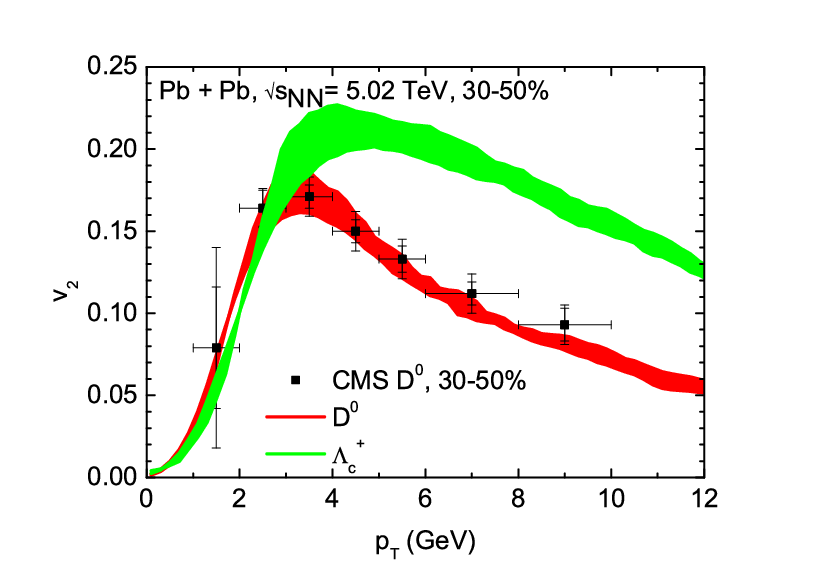 0.25
0.20
0.15
0.10
0.05
0.00
v₂
Pb + Pb, √sNN= 5.02 TeV, 30-50%
CMS D⁰, 30-50%
D⁰
Λc⁺
0 2 4 6 8 10 12
pT (GeV)